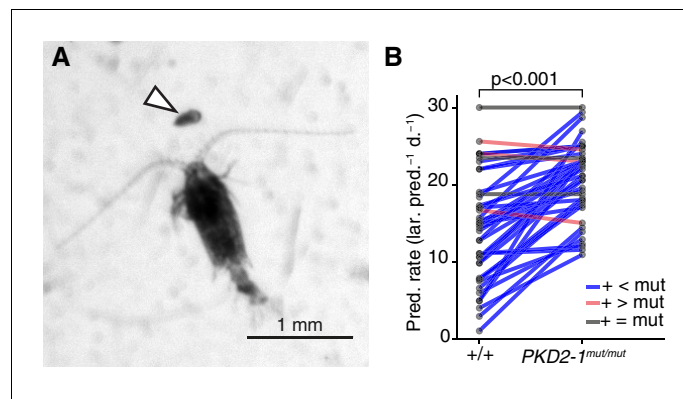 A
1 mm
B
p<0.001
Pred. rate (lar. pred.⁻¹ d.⁻¹)
30
20
10
0
+ < mut
+ > mut
+ = mut
+/+
PKD2-1ᵐᵘᵗ/ᵐᵘᵗ